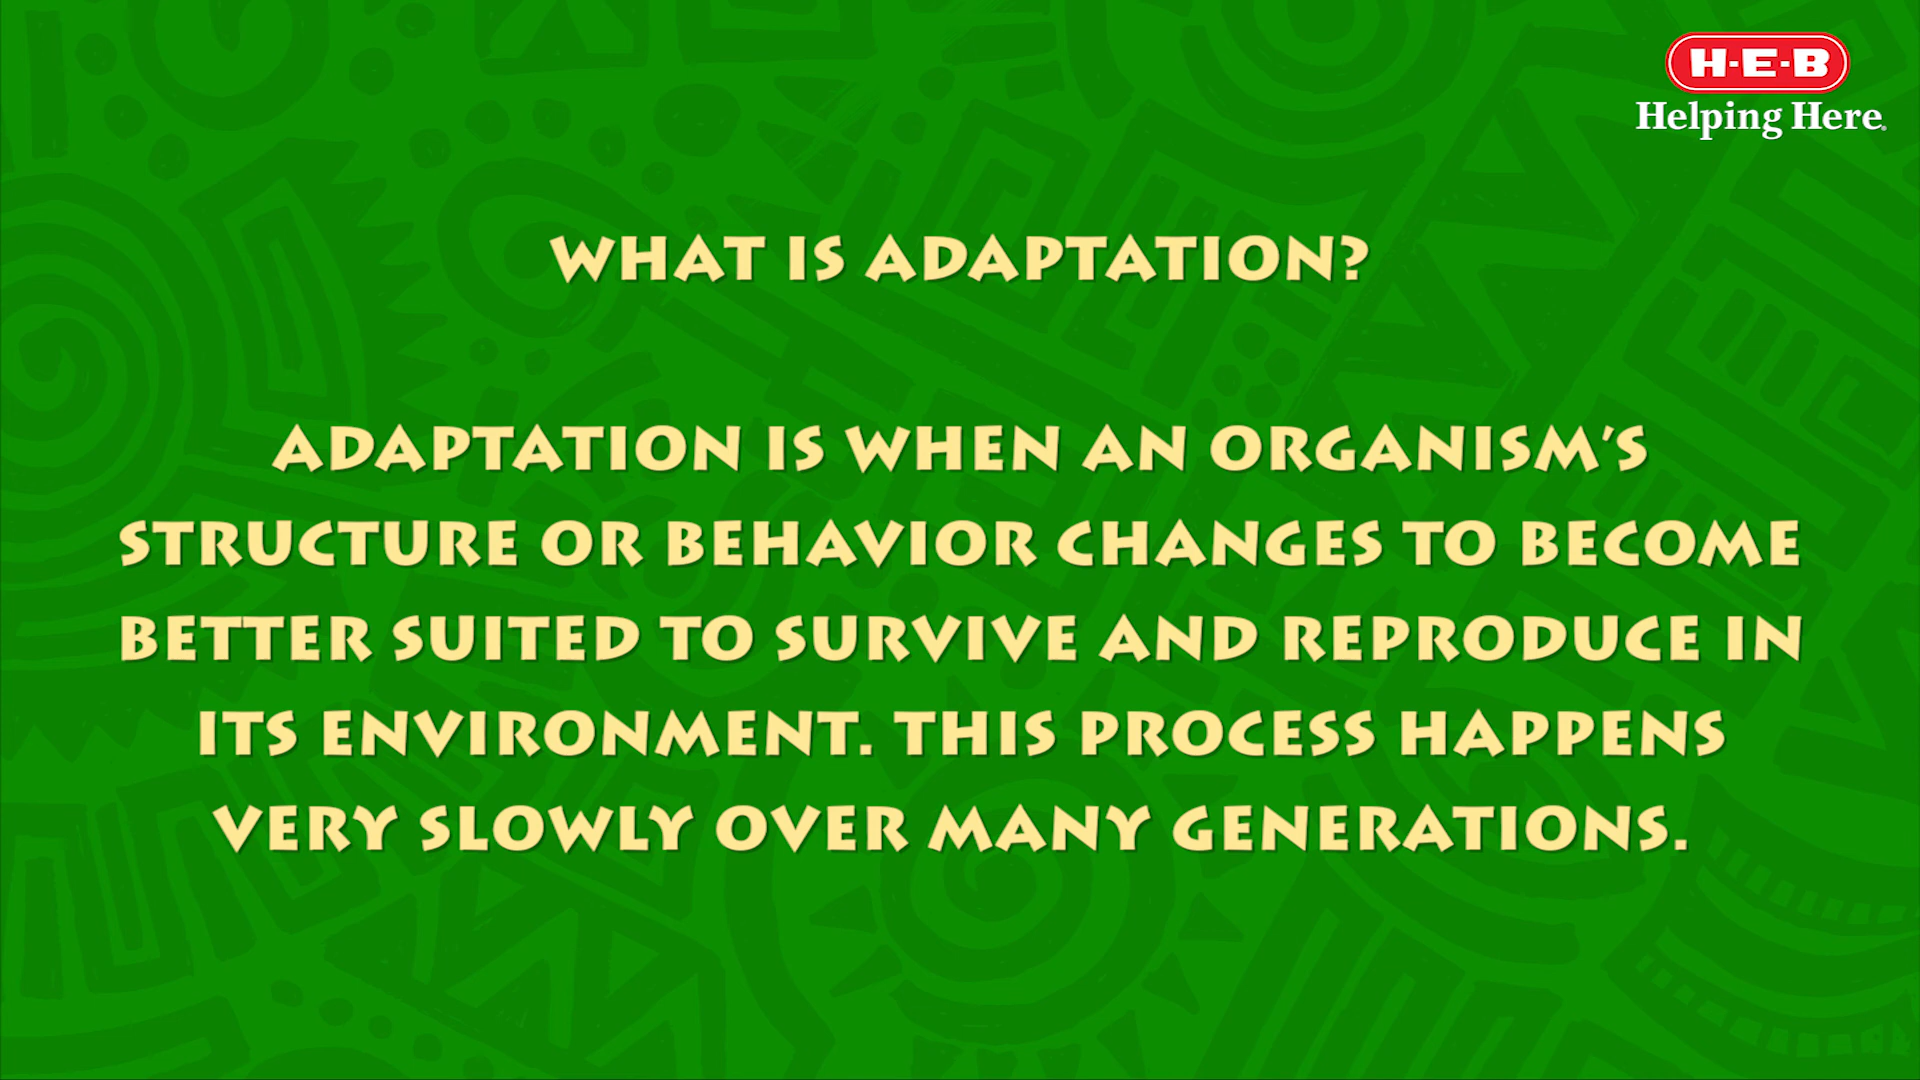 H-E-B
Helping Here®
WHAT IS ADAPTATION?
ADAPTATION IS WHEN AN ORGANISM'S
STRUCTURE OR BEHAVIOR CHANGES TO BECOME
BETTER SUITED TO SURVIVE AND REPRODUCE IN
ITS ENVIRONMENT. THIS PROCESS HAPPENS
VERY SLOWLY OVER MANY GENERATIONS.